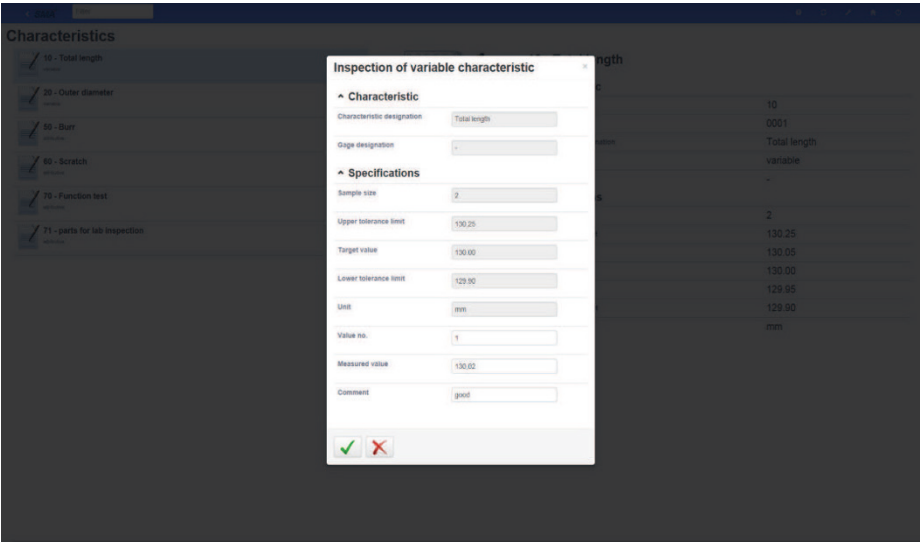 Characteristics
10 - Total length
20 - Outer diameter
50 - Burr
60 - Scratch
70 - Function test
71 - parts for lab inspection
Inspection of variable characteristic
Characteristic
Characteristic designation Total length
Gage designation -
Specifications
Sample size 2
Upper tolerance limit 130.25
Target value 130.00
Lower tolerance limit 129.90
Unit mm
Value no. 1
Measured value 130,02
Comment good
ngth
10
0001
Total length
variable
-
2
130.25
130.05
130.00
129.95
129.90
mm